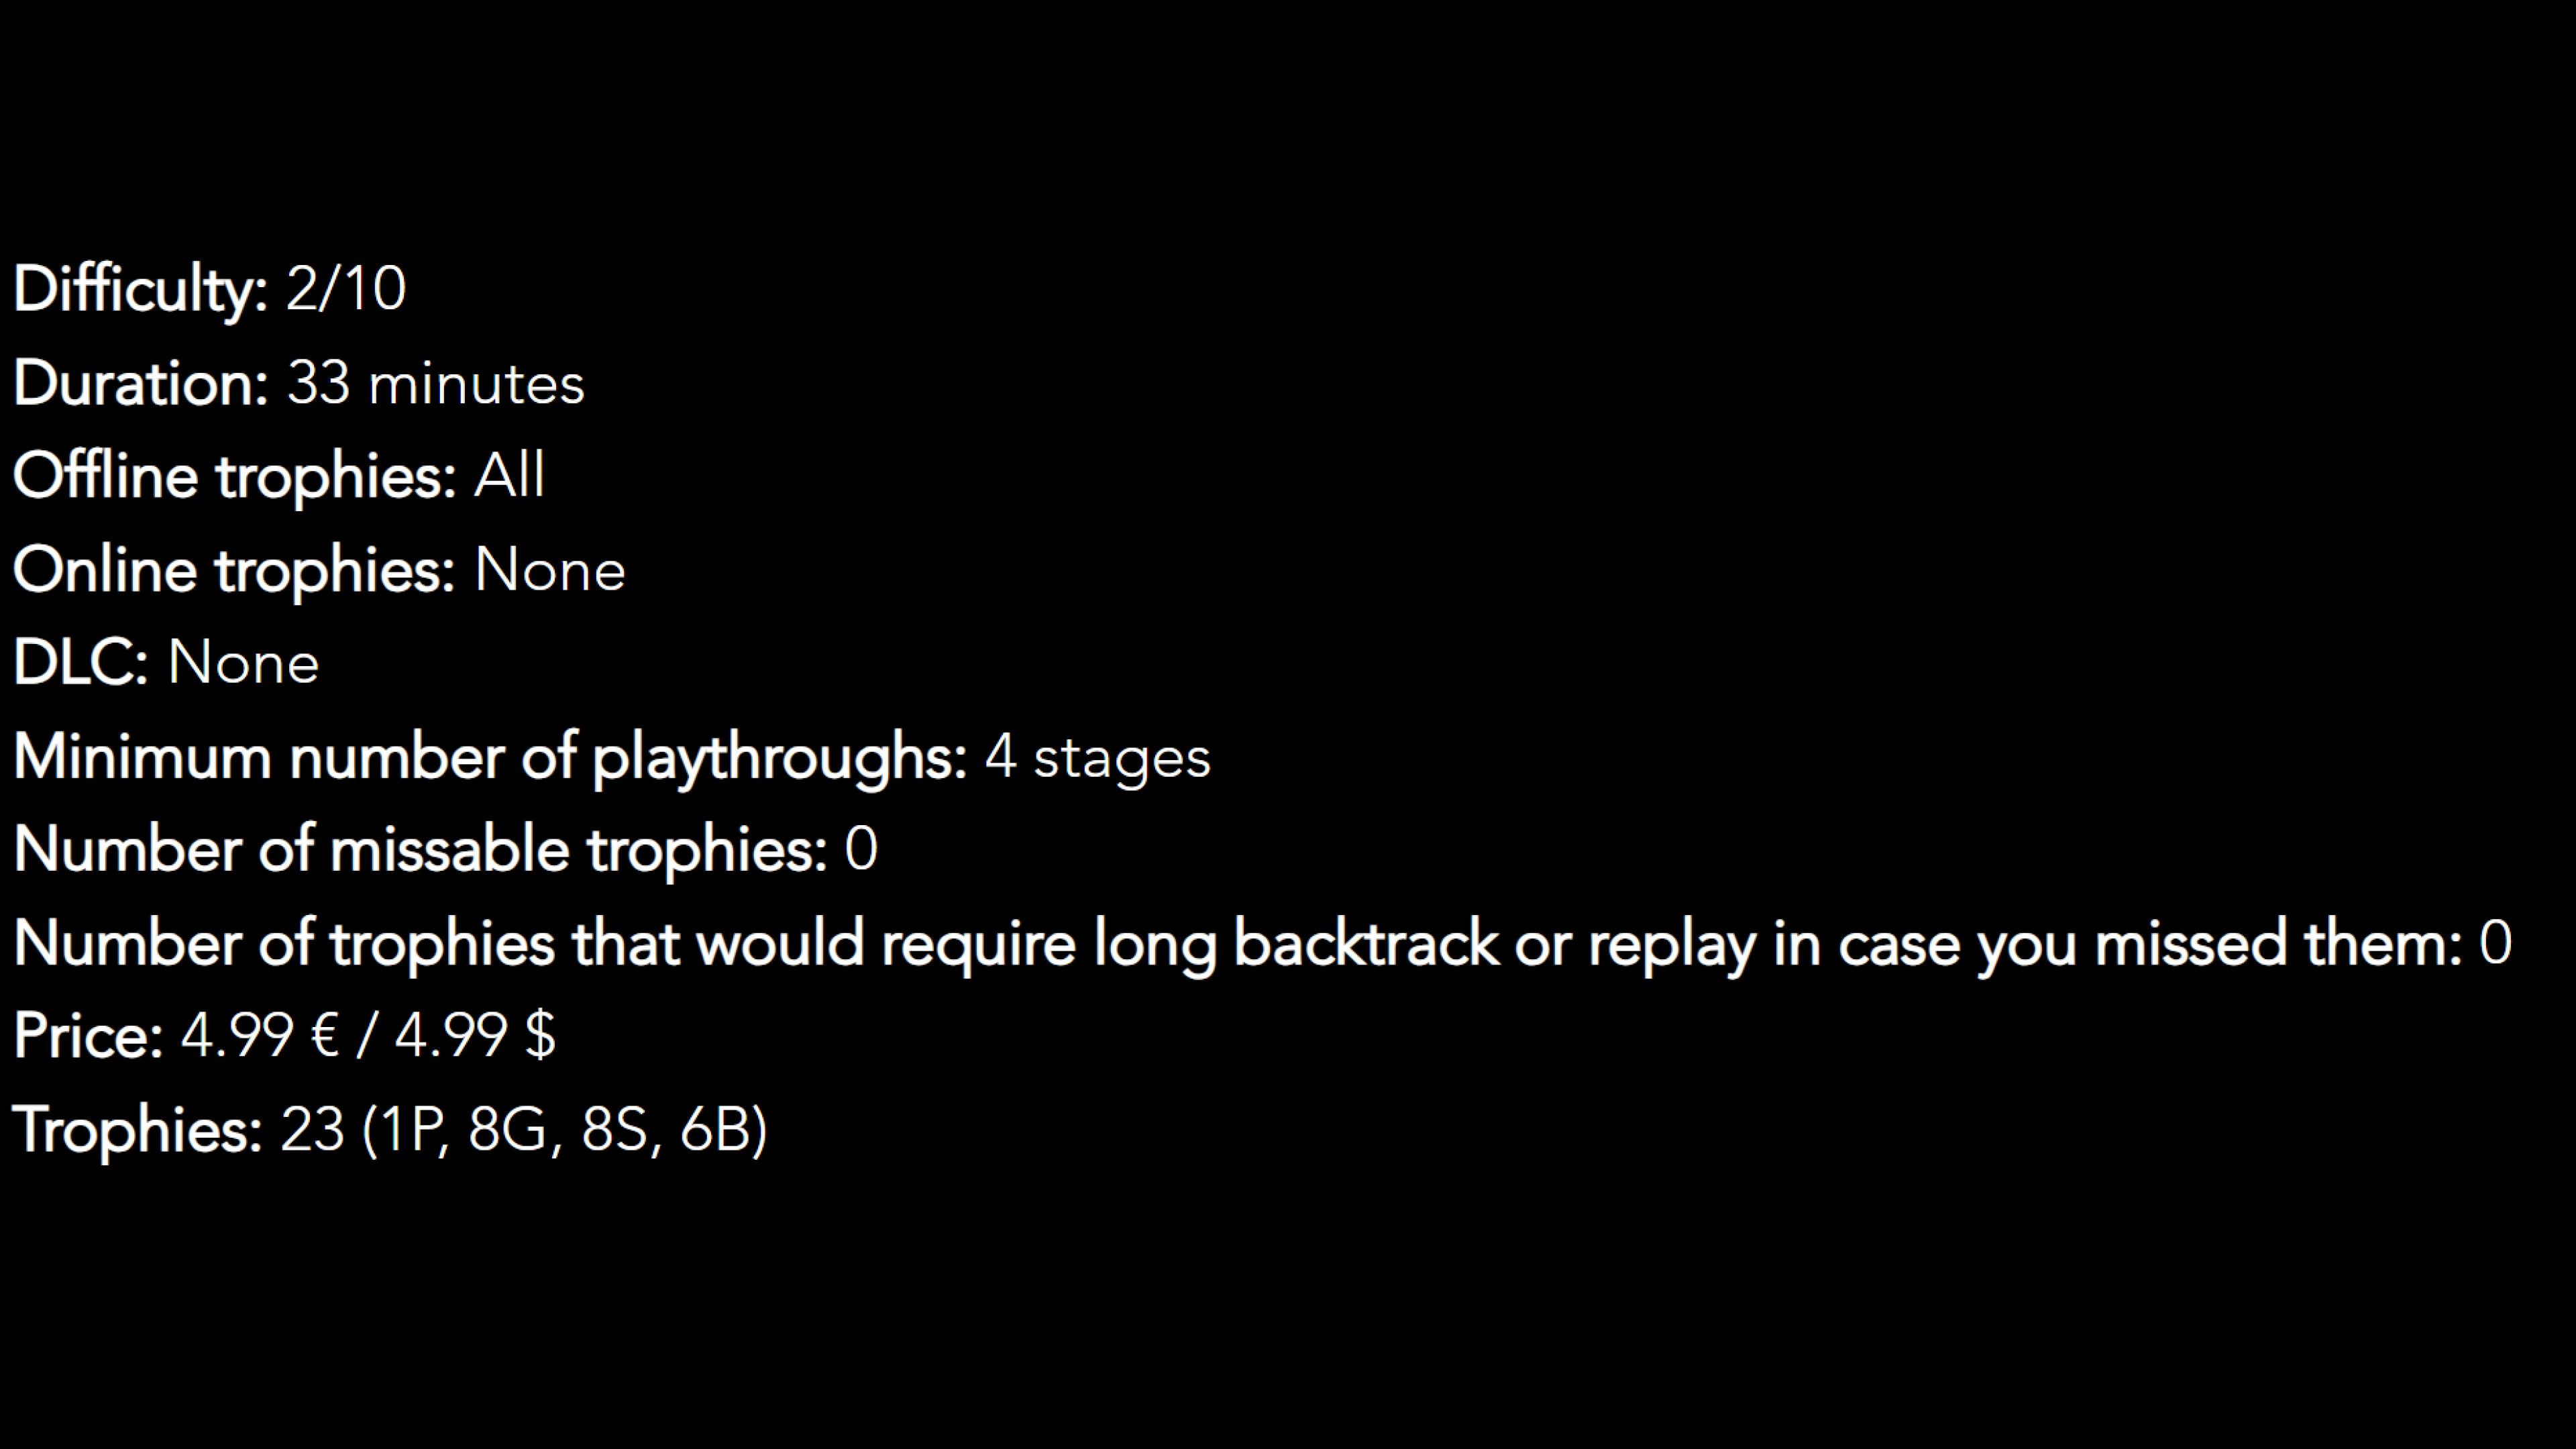 Difficulty: 2/10
Duration: 33 minutes
Offline trophies: All
Online trophies: None
DLC: None
Minimum number of playthroughs: 4 stages
Number of missable trophies: 0
Number of trophies that would require long backtrack or replay in case you missed them: 0
Price: 4.99 € / 4.99 $
Trophies: 23 (1P, 8G, 8S, 6B)